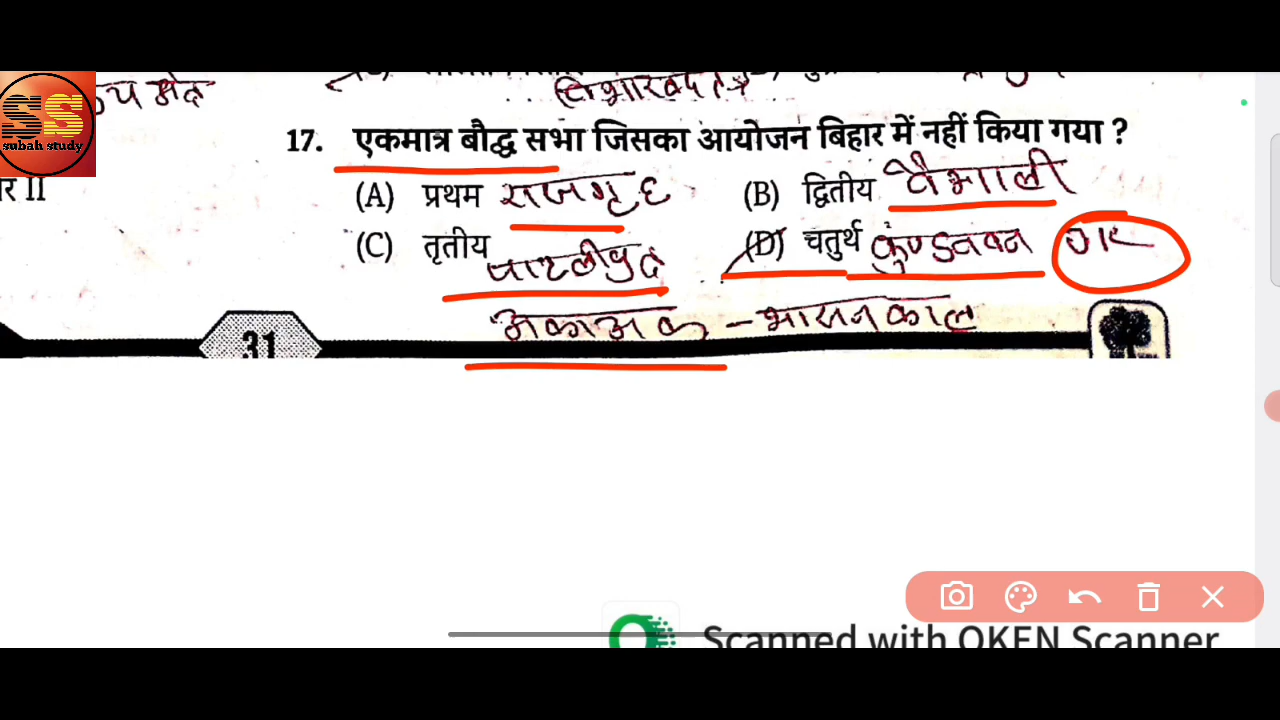 SS
subah study
17. एकमात्र बौद्ध सभा जिसका आयोजन बिहार में नहीं किया गया ?
(A) प्रथम राजगृह (B) द्वितीय वैशाली
(C) तृतीय पाटलीपुत्र (D) चतुर्थ कुण्डलवन
शासनकाल
31
Scanned with OKEN Scanner